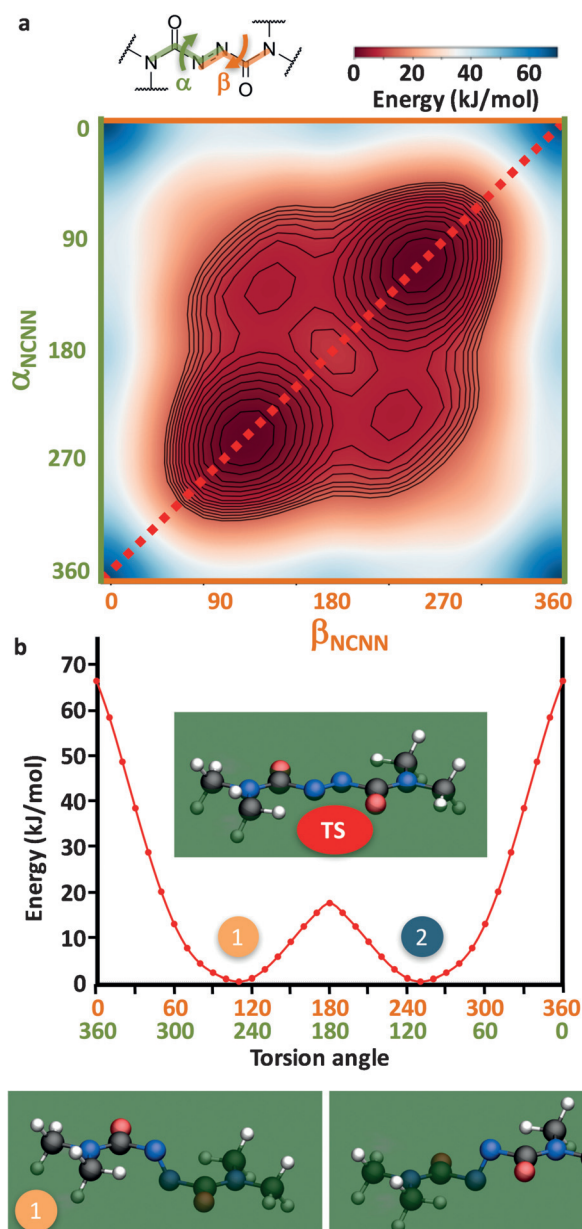 a
O
N
N
N
N
O
α
β
0 20 40 60
Energy (kJ/mol)
0
90
180
270
360
αNCNN
0 90 180 270 360
βNCNN
b
70
60
50
40
30
20
10
0
Energy (kJ/mol)
TS
1
2
0 60 120 180 240 300 360
360 300 240 180 120 60 0
Torsion angle
1